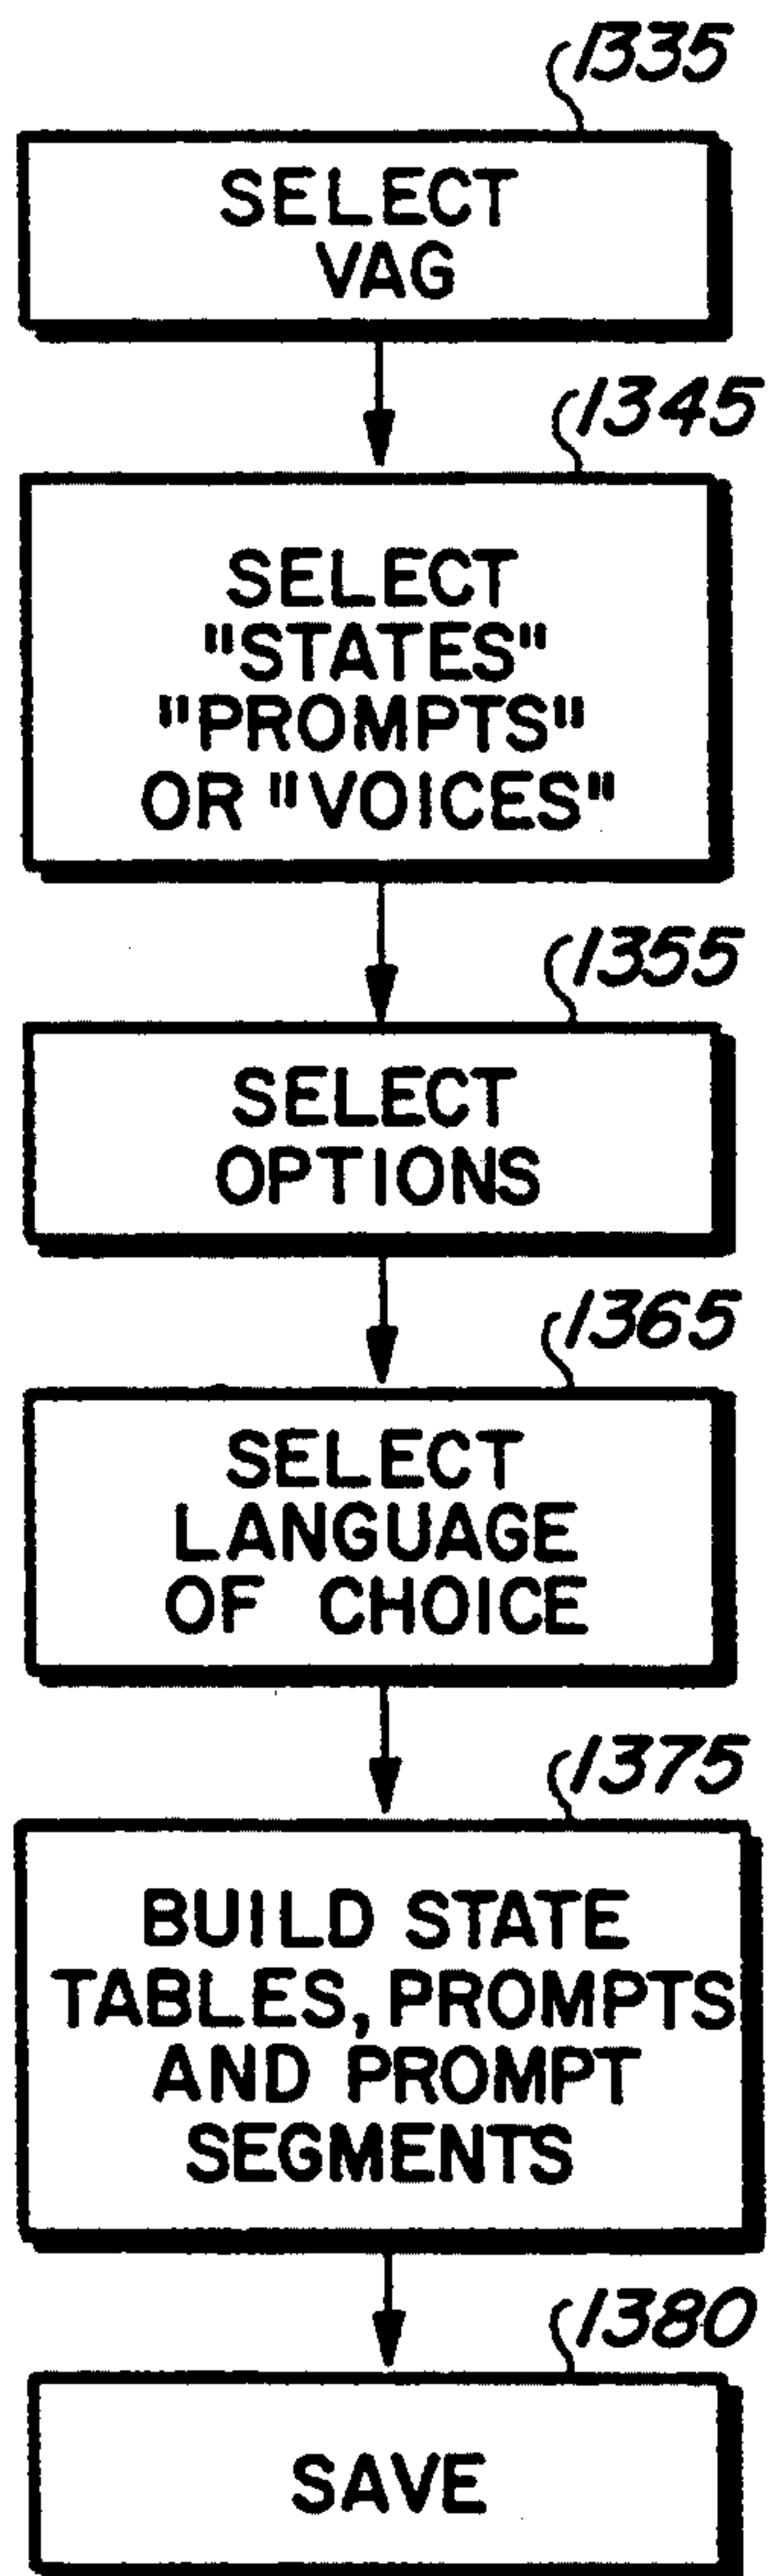 1335
SELECT
VAG
1345
SELECT
"STATES"
"PROMPTS"
OR "VOICES"
1355
SELECT
OPTIONS
1365
SELECT
LANGUAGE
OF CHOICE
1375
BUILD STATE
TABLES, PROMPTS
AND PROMPT
SEGMENTS
1380
SAVE